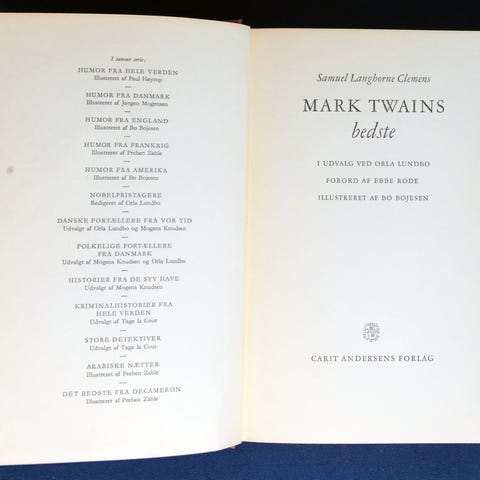 I samme serie:
HUMOR FRA HELE VERDEN
Illustreret af Paul Høyrup
HUMOR FRA DANMARK
Illustreret af Jørgen Mogensen
HUMOR FRA ENGLAND
Illustreret af Bo Bojesen
HUMOR FRA FRANKRIG
Illustreret af Preben Zahle
HUMOR FRA AMERIKA
Illustreret af Bo Bojesen
NOBELPRISTAGERE
Redigeret af Orla Lundbo
DANSKE FORTÆLLERE FRA VOR TID
Udvalgt af Orla Lundbo og Mogens Knudsen
FOLKELIGE FORTÆLLERE
FRA DANMARK
Udvalgt af Mogens Knudsen og Orla Lundbo
HISTORIER FRA DE SYV HAVE
Udvalgt af Mogens Knudsen
KRIMINALHISTORIER FRA
HELE VERDEN
Udvalgt af Tage la Cour
STORE DETEKTIVER
Udvalgt af Tage la Cour
ARABISKE NÆTTER
Illustreret af Preben Zahle
DET BEDSTE FRA DECAMERON
Illustreret af Preben Zahle
Samuel Langhorne Clemens
MARK TWAINS
bedste
I UDVALG VED ORLA LUNDBO
FORORD AF EBBE RODE
ILLUSTRERET AF BO BOJESEN
CARIT ANDERSENS FORLAG